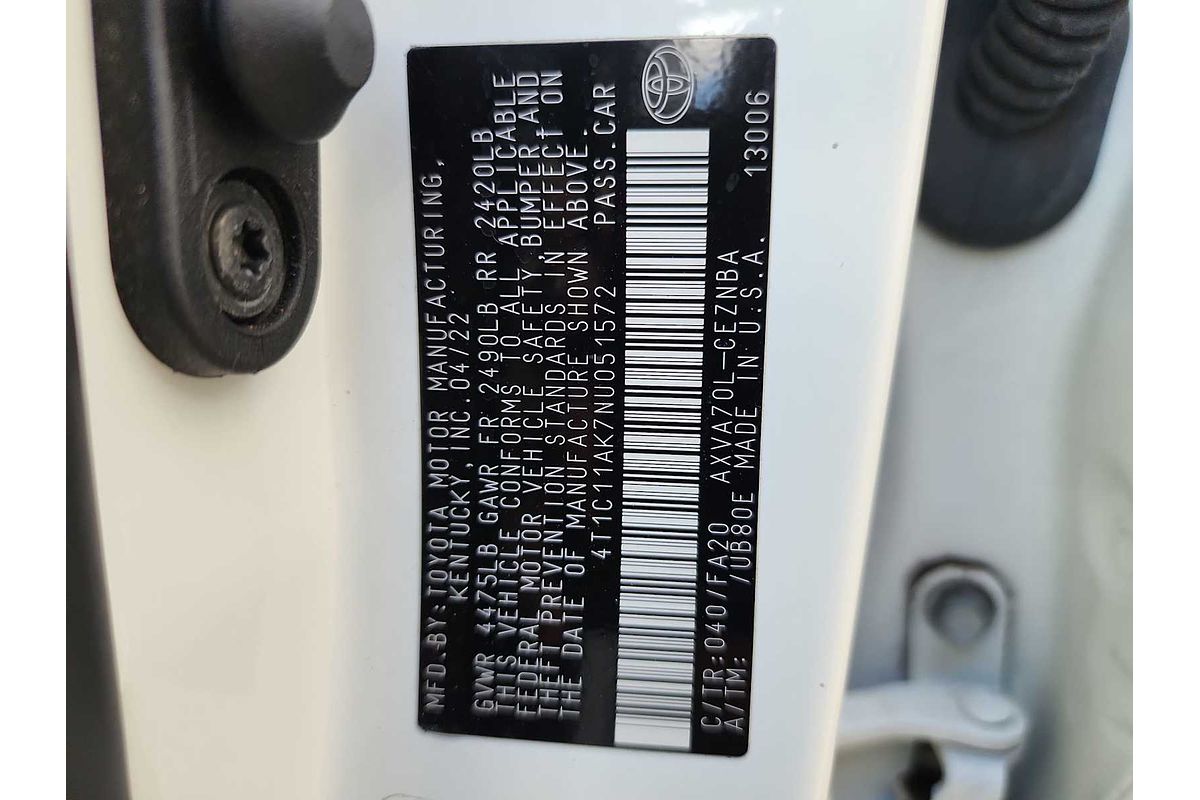 MFD.BY:TOYOTA MOTOR MANUFACTURING,
KENTUCKY,INC.04/22
GVWR 4475LB GAWR FR 2490LB RR 2420LB
THIS VEHICLE CONFORMS TO ALL APPLICABLE
FEDERAL MOTOR VEHICLE SAFETY,BUMPER,AND
THEFT PREVENTION STANDARDS IN EFFECT ON
THE DATE OF MANUFACTURE SHOWN ABOVE.
4T1C11AK7NU051572 PASS.CAR
C/TR:040/FA20 AXVA70L-CEZNBA 13006
A/TM: /UB80E MADE IN U.S.A.